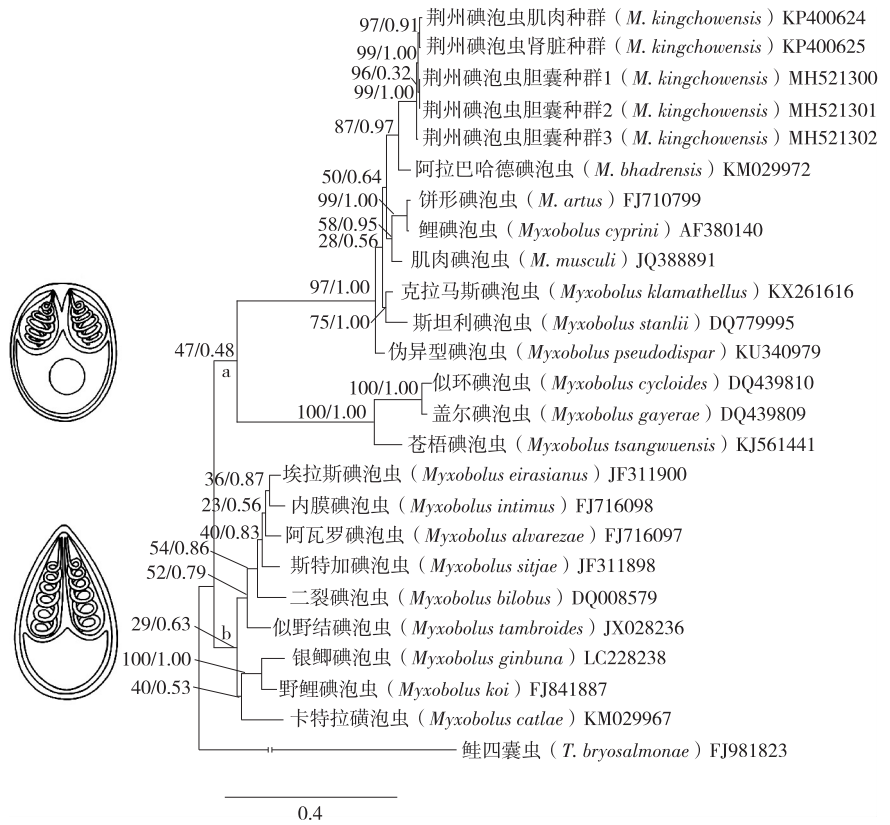 97/0.91
荆州碘泡虫肌肉种群（M. kingchowensis）KP400624
99/1.00
荆州碘泡虫肾脏种群（M. kingchowensis）KP400625
96/0.32
荆州碘泡虫胆囊种群1（M. kingchowensis）MH521300
99/1.00
荆州碘泡虫胆囊种群2（M. kingchowensis）MH521301
87/0.97
荆州碘泡虫胆囊种群3（M. kingchowensis）MH521302
阿拉巴哈德碘泡虫（M. bhadrensis）KM029972
50/0.64
99/1.00
饼形碘泡虫（M. artus）FJ710799
58/0.95
鲤碘泡虫（Myxobolus cyprini）AF380140
28/0.56
肌肉碘泡虫（M. musculi）JQ388891
97/1.00
克拉马斯碘泡虫（Myxobolus klamathellus）KX261616
75/1.00
斯坦利碘泡虫（Myxobolus stanlii）DQ779995
47/0.48
伪异型碘泡虫（Myxobolus pseudodispar）KU340979
a
100/1.00
似环碘泡虫（Myxobolus cycloides）DQ439810
100/1.00
盖尔碘泡虫（Myxobolus gayerae）DQ439809
苍梧碘泡虫（Myxobolus tsangwuensis）KJ561441
36/0.87
埃拉斯碘泡虫（Myxobolus eirasianus）JF311900
23/0.56
内膜碘泡虫（Myxobolus intimus）FJ716098
40/0.83
阿瓦罗碘泡虫（Myxobolus alvarezae）FJ716097
54/0.86
斯特加碘泡虫（Myxobolus sitjae）JF311898
52/0.79
二裂碘泡虫（Myxobolus bilobus）DQ008579
29/0.63
b
似野结碘泡虫（Myxobolus tambroides）JX028236
100/1.00
银鲫碘泡虫（Myxobolus ginbuna）LC228238
40/0.53
野鲤碘泡虫（Myxobolus koi）FJ841887
卡特拉磺泡虫（Myxobolus catlae）KM029967
鲑四囊虫（T. bryosalmonae）FJ981823
0.4